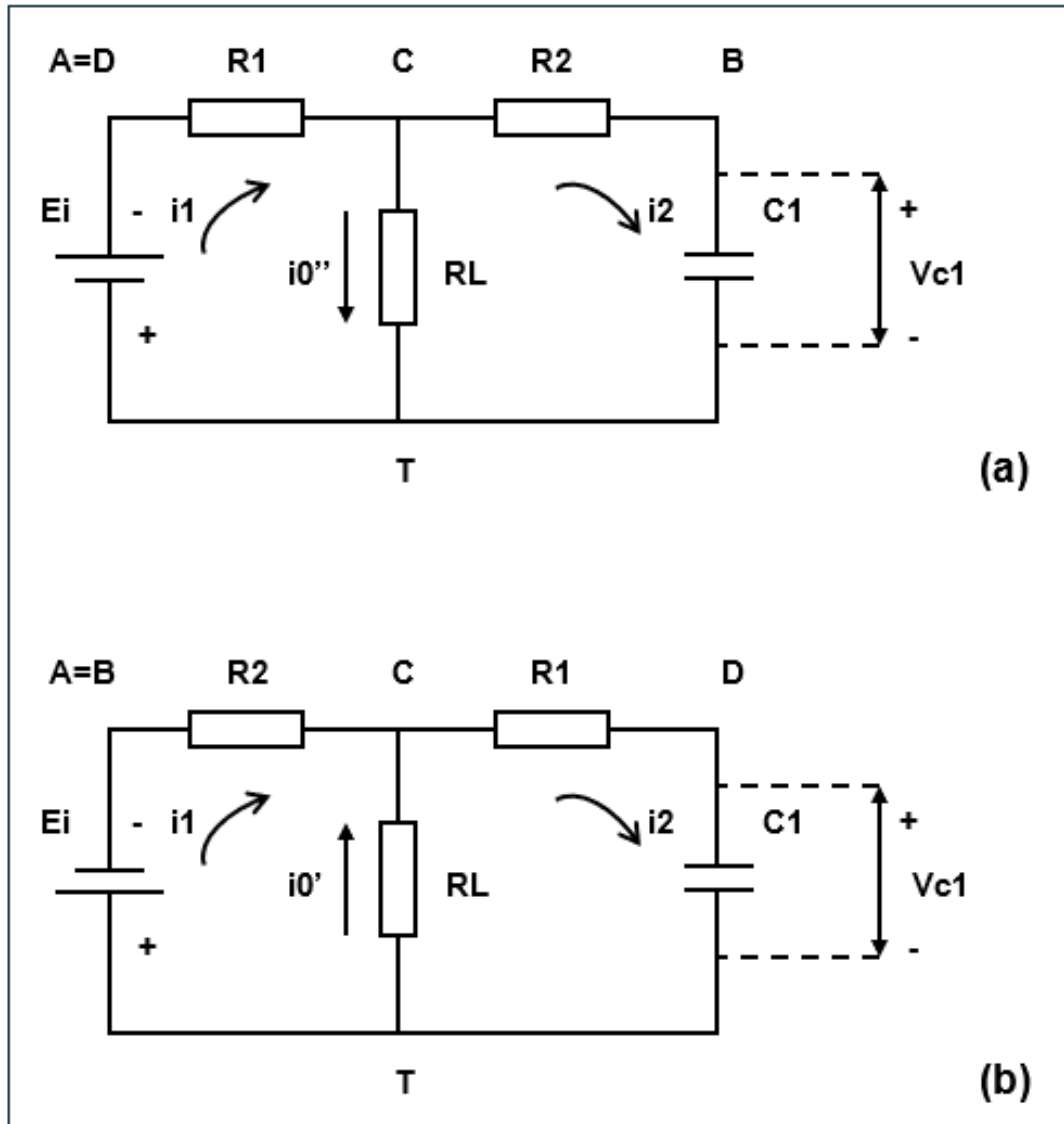 A=D R1 C R2 B
Ei - i1 i0'' RL i2 C1 + Vc1
+ -
T
(a)
A=B R2 C R1 D
Ei - i1 i0' RL i2 C1 + Vc1
+ -
T
(b)